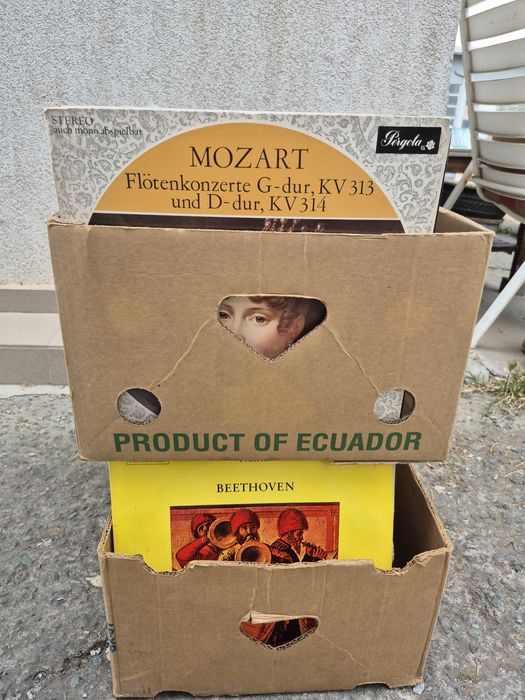 STEREO
auch mono abspielbar
Pergola
MOZART
Flötenkonzerte G-dur, KV 313
und D-dur, KV 314
PRODUCT OF ECUADOR
BEETHOVEN